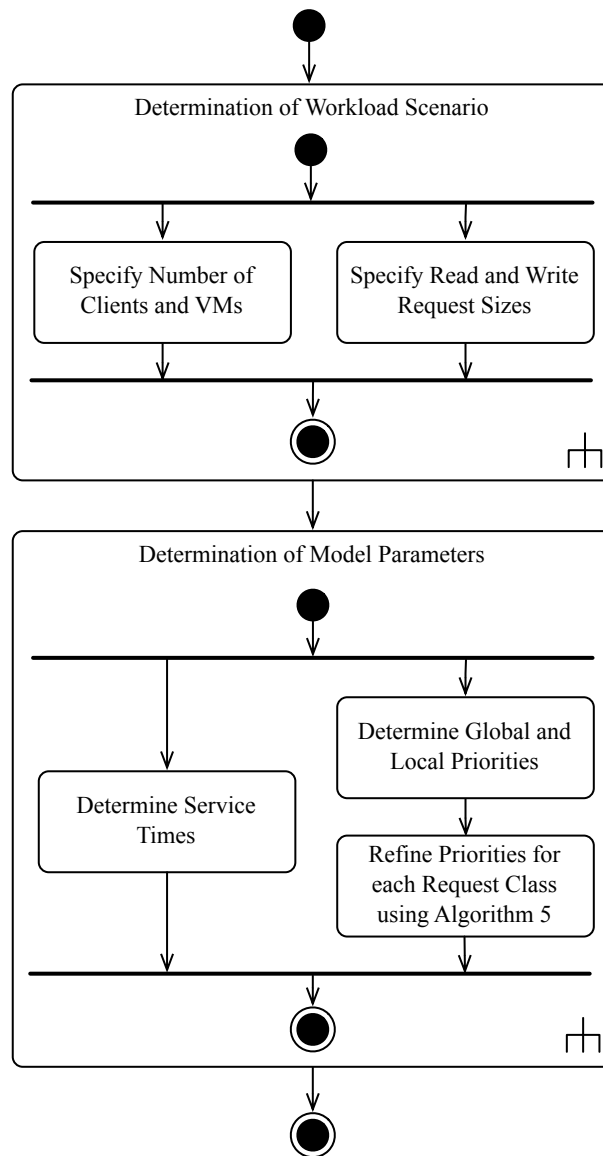 Determination of Workload Scenario
Specify Number of
Clients and VMs
Specify Read and Write
Request Sizes
Determination of Model Parameters
Determine Service
Times
Determine Global and
Local Priorities
Refine Priorities for
each Request Class
using Algorithm 5